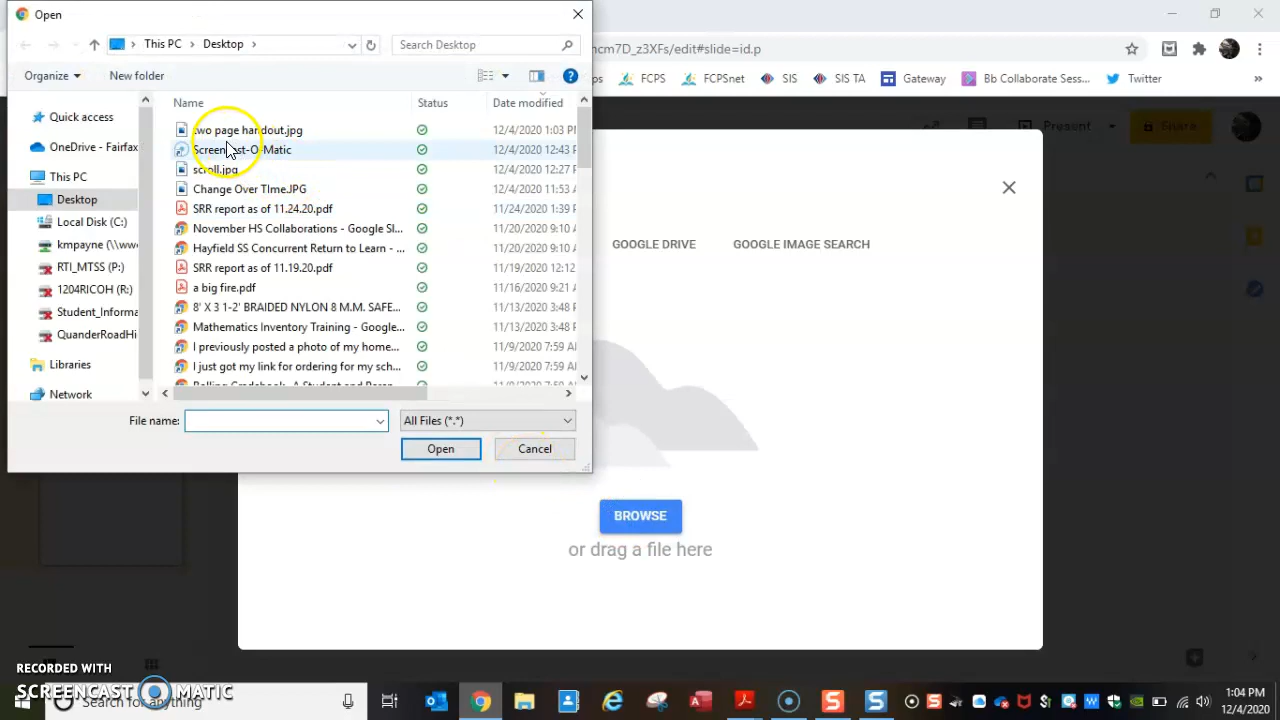 Open
ncm7D_z3XFs/edit#slide=id.p
This PC > Desktop >
Search Desktop
FCPS FCPSnet SIS SIS TA Gateway Bb Collaborate Sess... Twitter »
Organize New folder
Name Status Date modified
Quick access
OneDrive - Fairfax
This PC
Desktop
Local Disk (C:)
kmpayne (\\www
RTI_MTSS (P:)
1204RICOH (R:)
Student_Informa
QuanderRoadHi
Libraries
Network
two page handout.jpg 12/4/2020 1:03 PM
Screencast-O-Matic 12/4/2020 12:43
scroll.jpg 12/4/2020 12:27
Change Over TIme.JPG 12/4/2020 11:53
SRR report as of 11.24.20.pdf 11/24/2020 1:39
November HS Collaborations - Google Sl... 11/20/2020 9:10
Hayfield SS Concurrent Return to Learn - ... 11/20/2020 9:10
SRR report as of 11.19.20.pdf 11/19/2020 12:12
a big fire.pdf 11/16/2020 9:21
8' X 3 1-2' BRAIDED NYLON 8 M.M. SAFE... 11/13/2020 3:48
Mathematics Inventory Training - Google... 11/13/2020 3:48
I previously posted a photo of my home... 11/9/2020 7:59
I just got my link for ordering for my sch... 11/9/2020 7:59
File name: All Files (*.*)
Open Cancel
Present Share
GOOGLE DRIVE GOOGLE IMAGE SEARCH
BROWSE
or drag a file here
RECORDED WITH
SCREENCAST MATIC
Search for anything
1:04 PM
12/4/2020